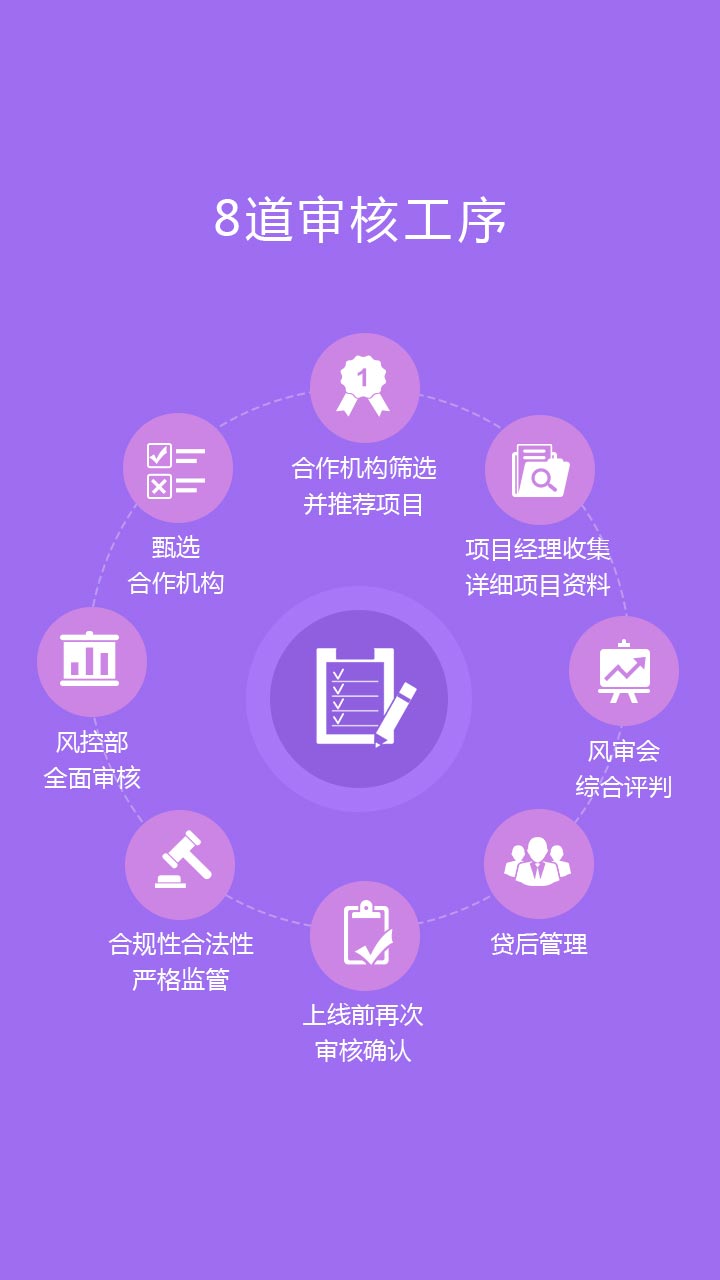 8道审核工序
1
合作机构筛选
并推荐项目
甄选
合作机构
项目经理收集
详细项目资料
风控部
全面审核
风审会
综合评判
合规性合法性
严格监管
贷后管理
上线前再次
审核确认